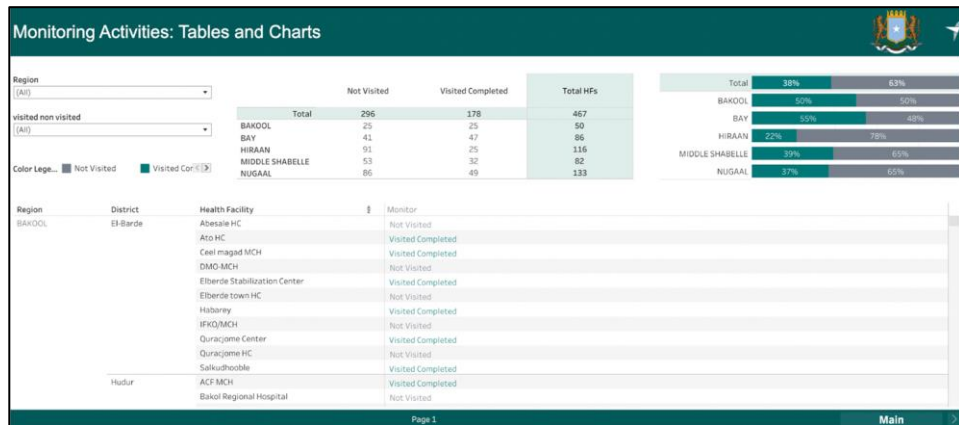 Monitoring Activities: Tables and Charts
Region
(All)
visited non visited
(All)
Color Lege... Not Visited Visited Cor
Not Visited Visited Completed Total HFs
Total 296 178 467
BAKOOL 25 25 50
BAY 41 47 86
HIRAAN 91 25 116
MIDDLE SHABELLE 53 32 82
NUGAAL 86 49 133
Total 38% 63%
BAKOOL 50% 50%
BAY 55% 48%
HIRAAN 22% 78%
MIDDLE SHABELLE 39% 65%
NUGAAL 37% 65%
Region District Health Facility Monitor
BAKOOL El-Barde Abesale HC Not Visited
Ato HC Visited Completed
Ceel magad MCH Visited Completed
DMO-MCH Not Visited
Elberde Stabilization Center Visited Completed
Elberde town HC Not Visited
Habarey Visited Completed
IFKO/MCH Not Visited
Quracjome Center Visited Completed
Quracjome HC Not Visited
Salkudhooble Visited Completed
Hudur ACF MCH Visited Completed
Bakol Regional Hospital Not Visited
Page 1
Main